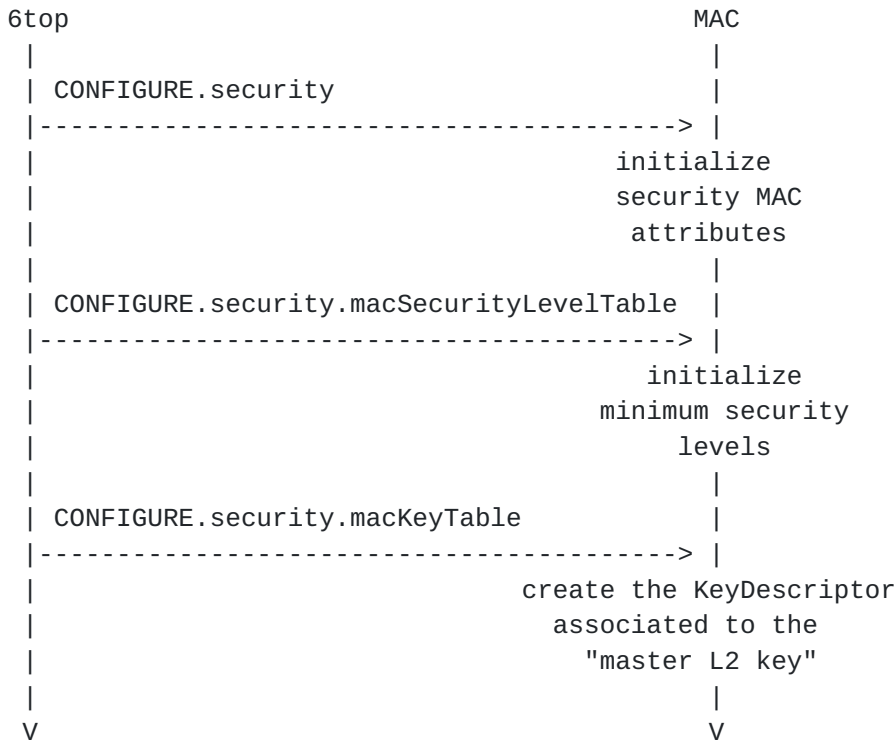 6top                                        MAC
 |                                           |
 | CONFIGURE.security                        |
 |-----------------------------------------> |
 |                                     initialize
 |                                     security MAC
 |                                      attributes
 |                                           |
 | CONFIGURE.security.macSecurityLevelTable  |
 |-----------------------------------------> |
 |                                       initialize
 |                                    minimum security
 |                                         levels
 |                                           |
 | CONFIGURE.security.macKeyTable            |
 |-----------------------------------------> |
 |                               create the KeyDescriptor
 |                                 associated to the
 |                                   "master L2 key"
 |                                           |
 V                                           V